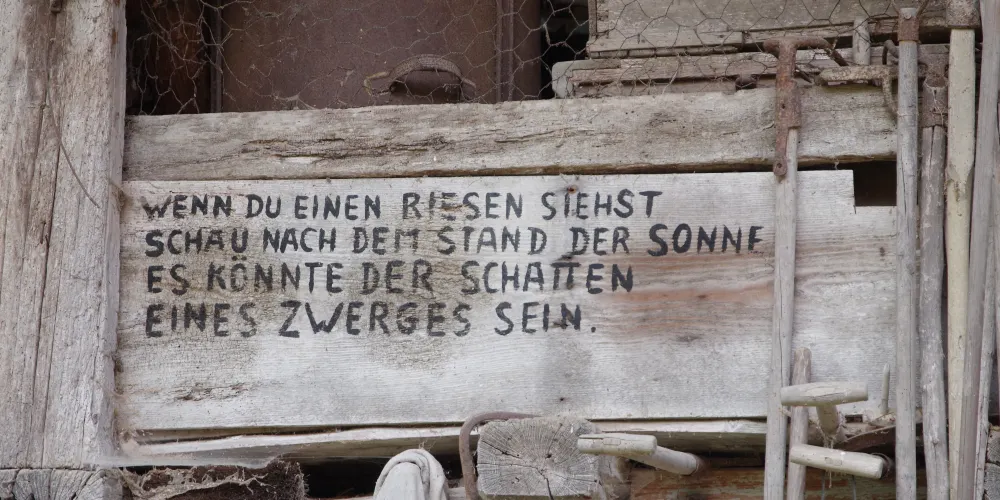 WENN DU EINEN RIESEN SIEHST
SCHAU NACH DEM STAND DER SONNE
ES KÖNNTE DER SCHATTEN
EINES ZWERGES SEIN.